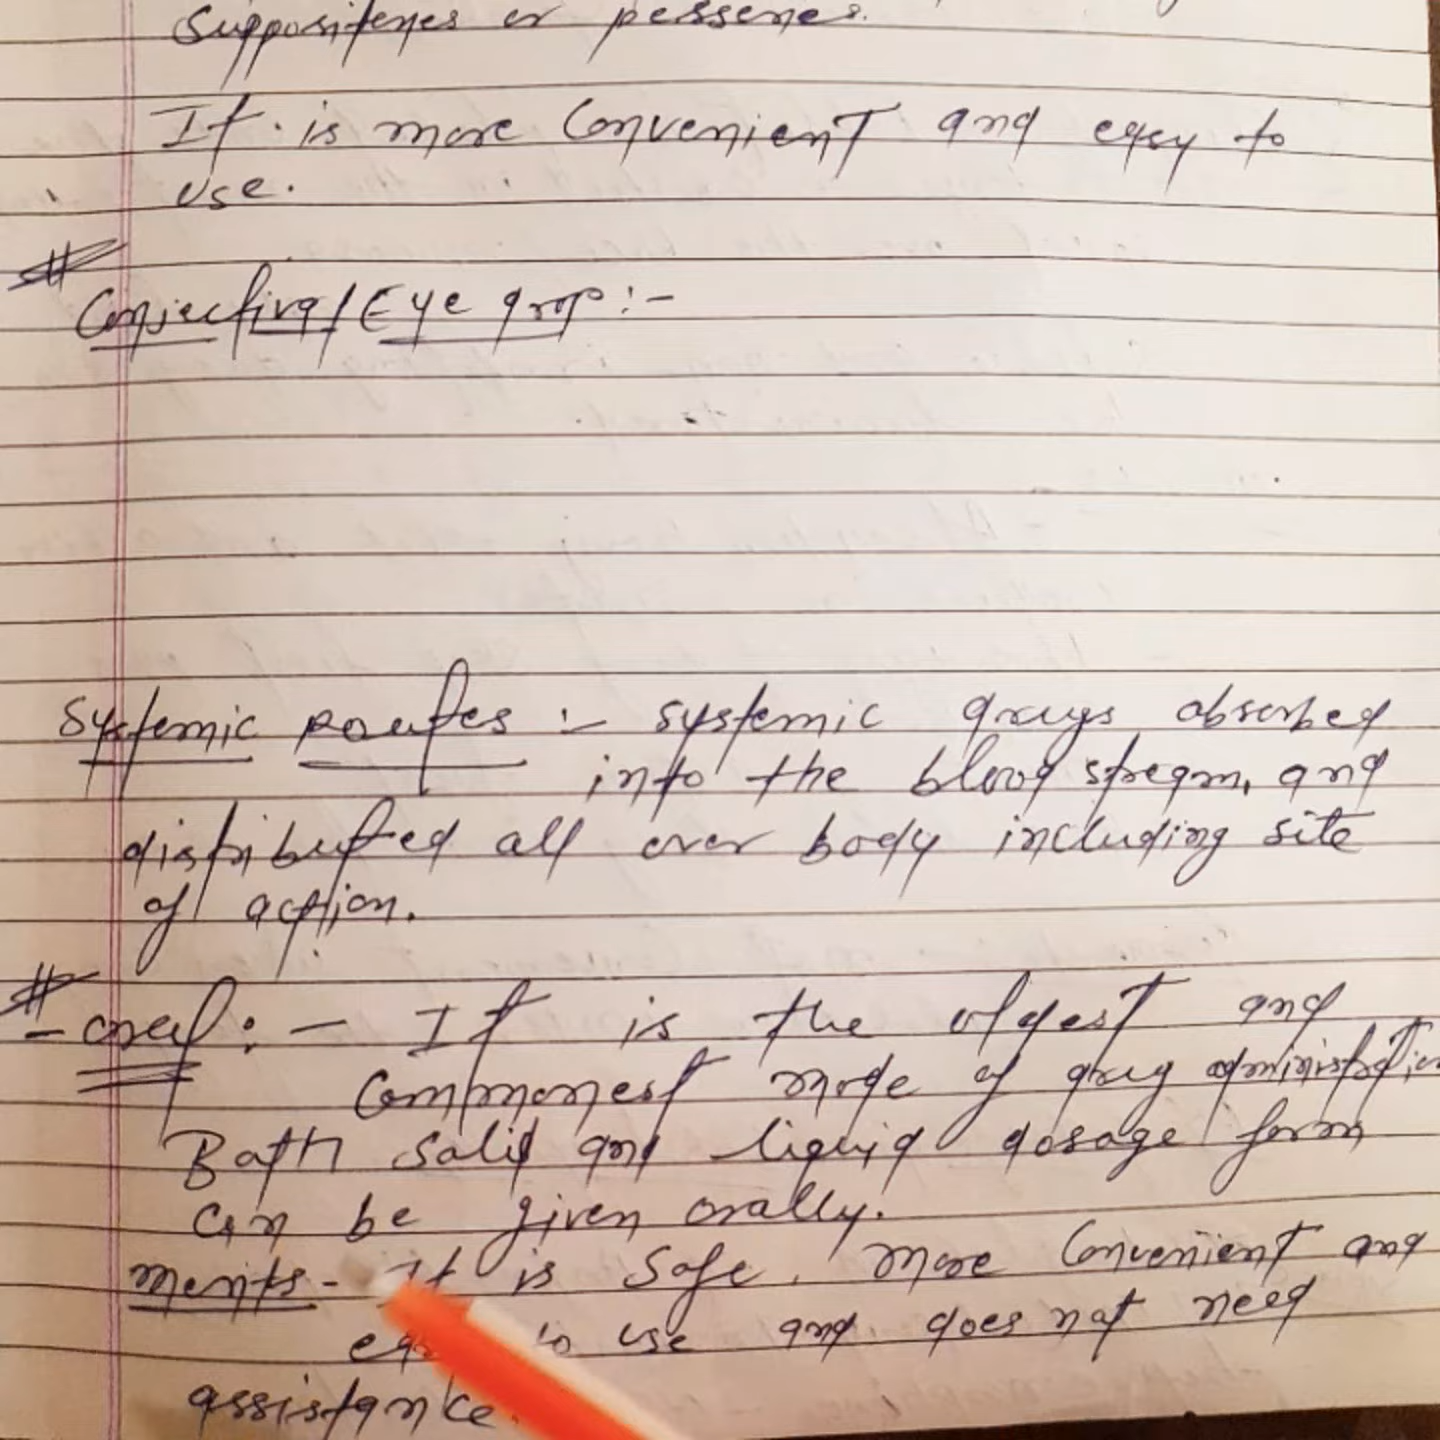 Suppositeries or pesseries.
It is more Convenient and easy to
use.
# Conjectiva/Eye drop:-
Systemic routes :- systemic drugs absorbed
into the blood stream, and
distributed all over body including site
of action.
# - oral :- It is the oldest and
Commonest mode of drug administration
Both solid and liquid dosage form
can be given orally.
merits - It is Safe, more Convenient and
to use and does not need
assistance.